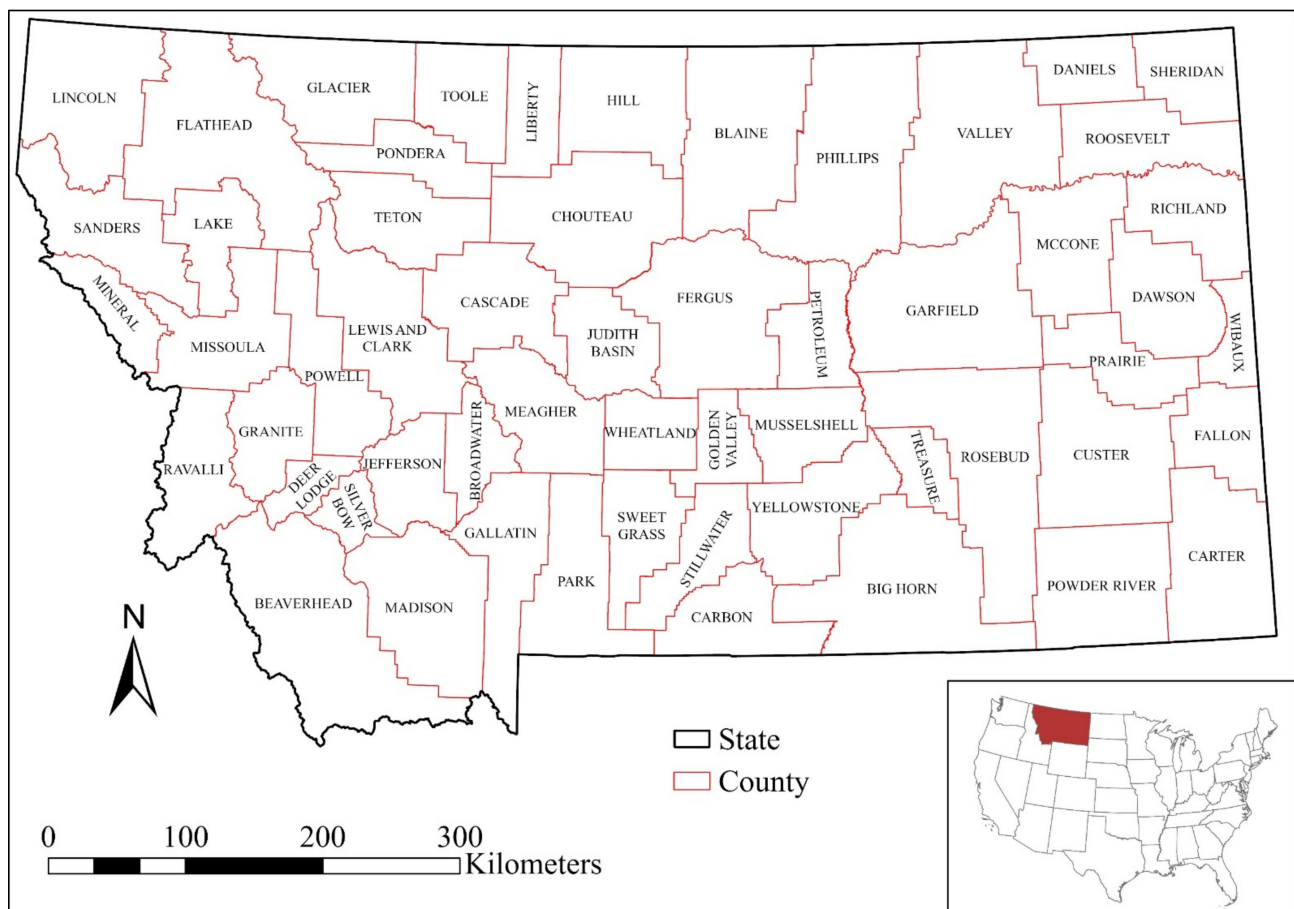 DANIELS
SHERIDAN
GLACIER
TOOLE
LIBERTY
HILL
LINCOLN
FLATHEAD
BLAINE
VALLEY
ROOSEVELT
PONDERA
PHILLIPS
TETON
CHOUTEAU
RICHLAND
SANDERS
LAKE
MCCONE
MINERAL
CASCADE
FERGUS
PETROLEUM
GARFIELD
DAWSON
WIBAUX
MISSOULA
LEWIS AND
CLARK
JUDITH
BASIN
PRAIRIE
POWELL
MEAGHER
BROADWATER
GRANITE
WHEATLAND
GOLDEN
VALLEY
MUSSELSHELL
TREASURE
FALLON
RAVALLI
DEER
LODGE
JEFFERSON
ROSEBUD
CUSTER
SILVER
BOW
GALLATIN
SWEET
GRASS
STILLWATER
YELLOWSTONE
CARTER
BEAVERHEAD
MADISON
PARK
CARBON
BIG HORN
POWDER RIVER
N
State
County
0 100 200 300
Kilometers